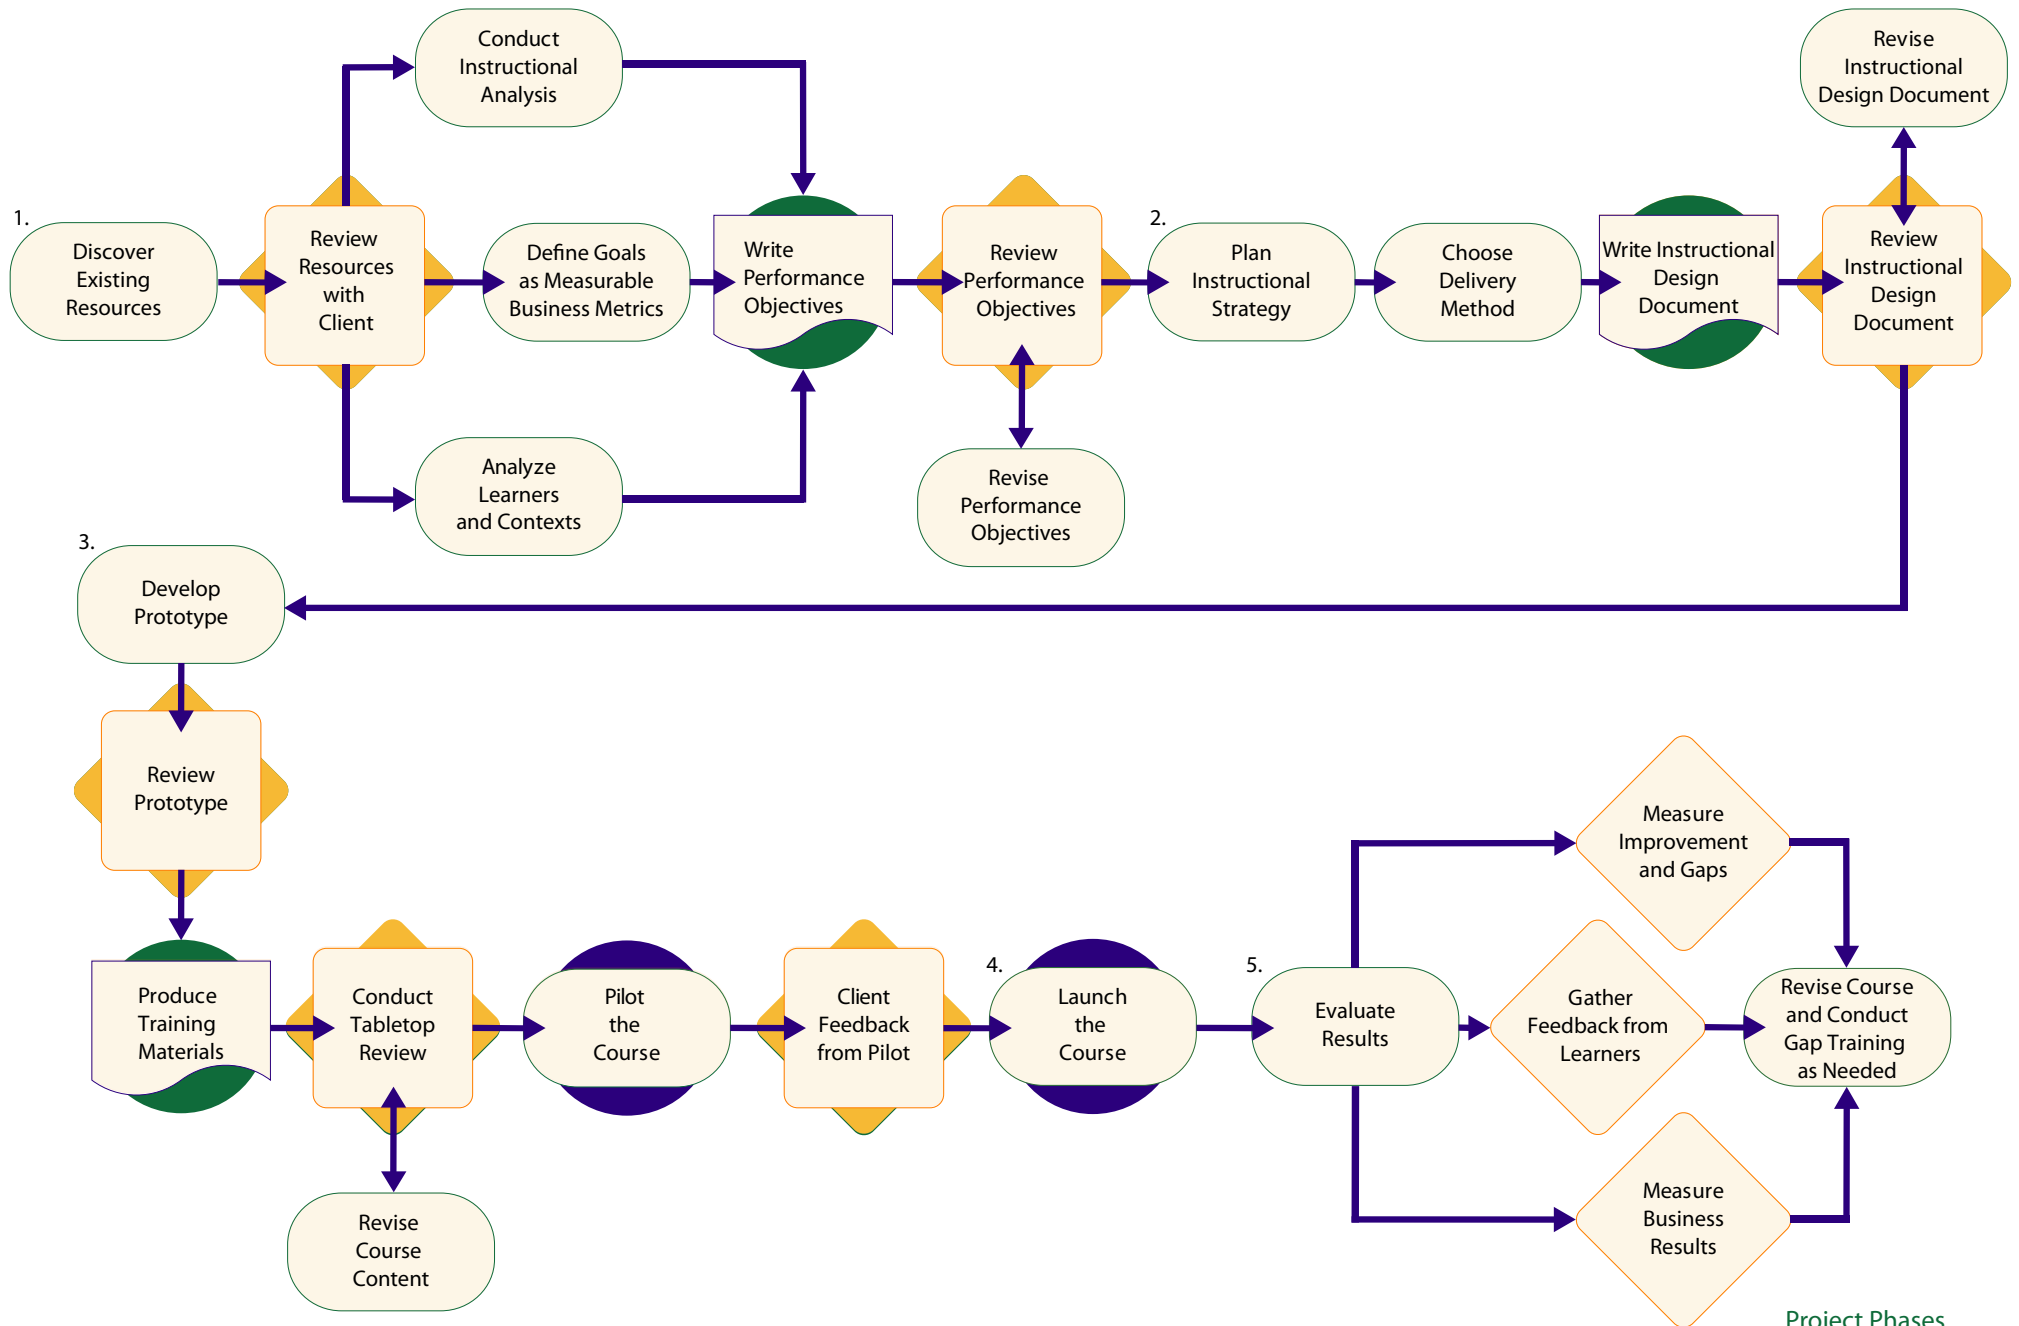 Conduct
Instructional
Analysis
Revise
Instructional
Design Document
1.
Discover
Existing
Resources
Review
Resources
with
Client
Define Goals
as Measurable
Business Metrics
Write
Performance
Objectives
Review
Performance
Objectives
2.
Plan
Instructional
Strategy
Choose
Delivery
Method
Write Instructional
Design
Document
Review
Instructional
Design
Document
Analyze
Learners
and Contexts
Revise
Performance
Objectives
3.
Develop
Prototype
Review
Prototype
Produce
Training
Materials
Conduct
Tabletop
Review
Pilot
the
Course
Client
Feedback
from Pilot
4.
Launch
the
Course
5.
Evaluate
Results
Measure
Improvement
and Gaps
Gather
Feedback from
Learners
Revise Course
and Conduct
Gap Training
as Needed
Revise
Course
Content
Measure
Business
Results
Project Phases